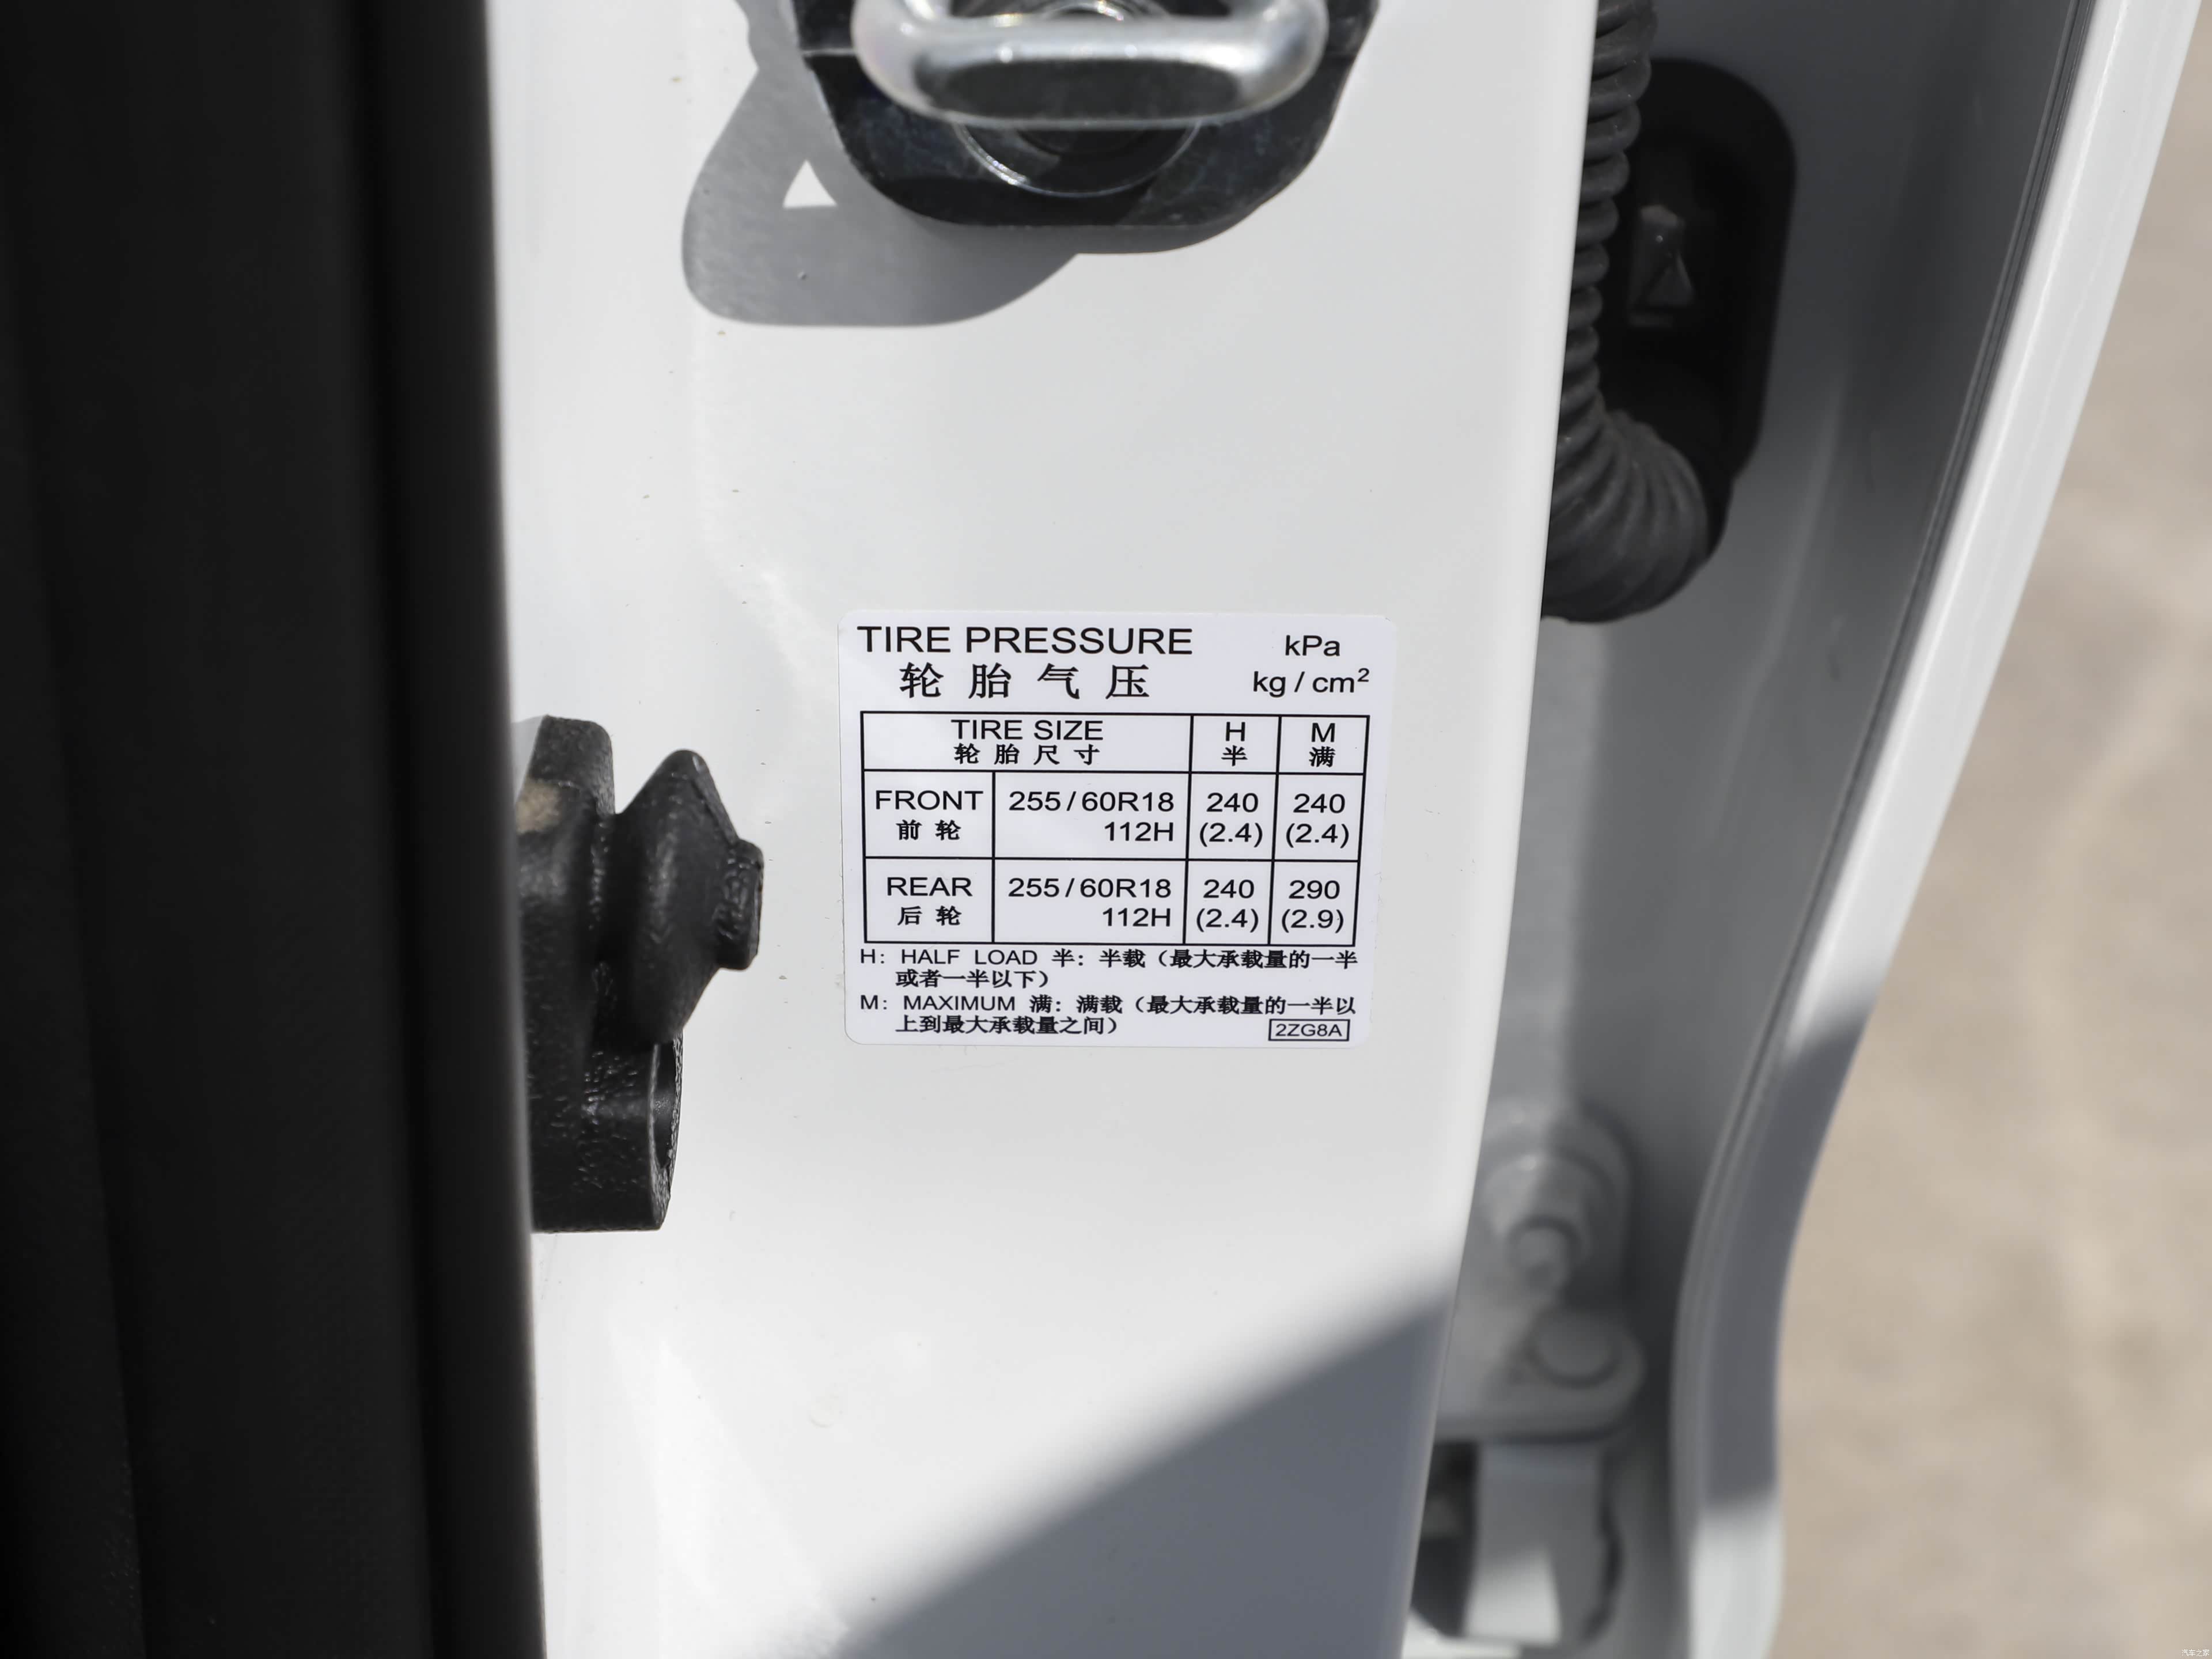 TIRE PRESSURE kPa
轮胎气压 kg/cm²
TIRE SIZE H M
轮胎尺寸 半 满
FRONT 255/60R18 240 240
前轮 112H (2.4) (2.4)
REAR 255/60R18 240 290
后轮 112H (2.4) (2.9)
H: HALF LOAD 半: 半载（最大承载量的一半
或者一半以下）
M: MAXIMUM 满: 满载（最大承载量的一半以
上到最大承载量之间）
2ZG8A
汽车之家